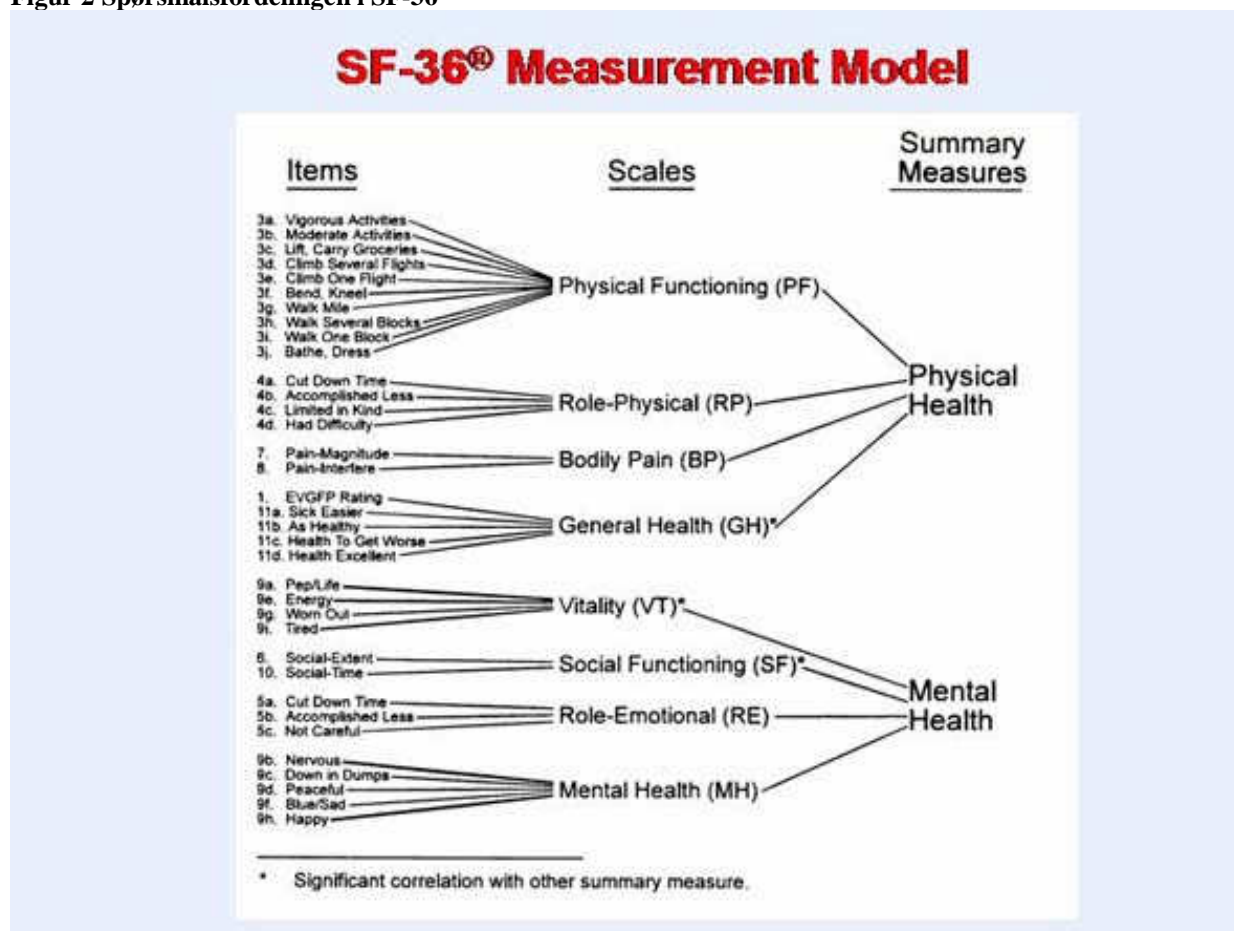 Figur 2 Spørsmålsfordelingen i SF-36
SF-36® Measurement Model
Items
Scales
Summary
Measures
3a. Vigorous Activities
3b. Moderate Activities
3c. Lift, Carry Groceries
3d. Climb Several Flights
3e. Climb One Flight
3f. Bend, Kneel
3g. Walk Mile
3h. Walk Several Blocks
3i. Walk One Block
3j. Bathe, Dress
Physical Functioning (PF)
4a. Cut Down Time
4b. Accomplished Less
4c. Limited in Kind
4d. Had Difficulty
Role-Physical (RP)
7. Pain-Magnitude
8. Pain-Interfere
Bodily Pain (BP)
1. EVGFP Rating
11a. Sick Easier
11b. As Healthy
11c. Health To Get Worse
11d. Health Excellent
General Health (GH)*
Physical
Health
9a. Pep/Life
9e. Energy
9g. Worn Out
9i. Tired
Vitality (VT)*
6. Social-Extent
10. Social-Time
Social Functioning (SF)*
5a. Cut Down Time
5b. Accomplished Less
5c. Not Careful
Role-Emotional (RE)
9b. Nervous
9c. Down in Dumps
9d. Peaceful
9f. Blue/Sad
9h. Happy
Mental Health (MH)
Mental
Health
* Significant correlation with other summary measure.